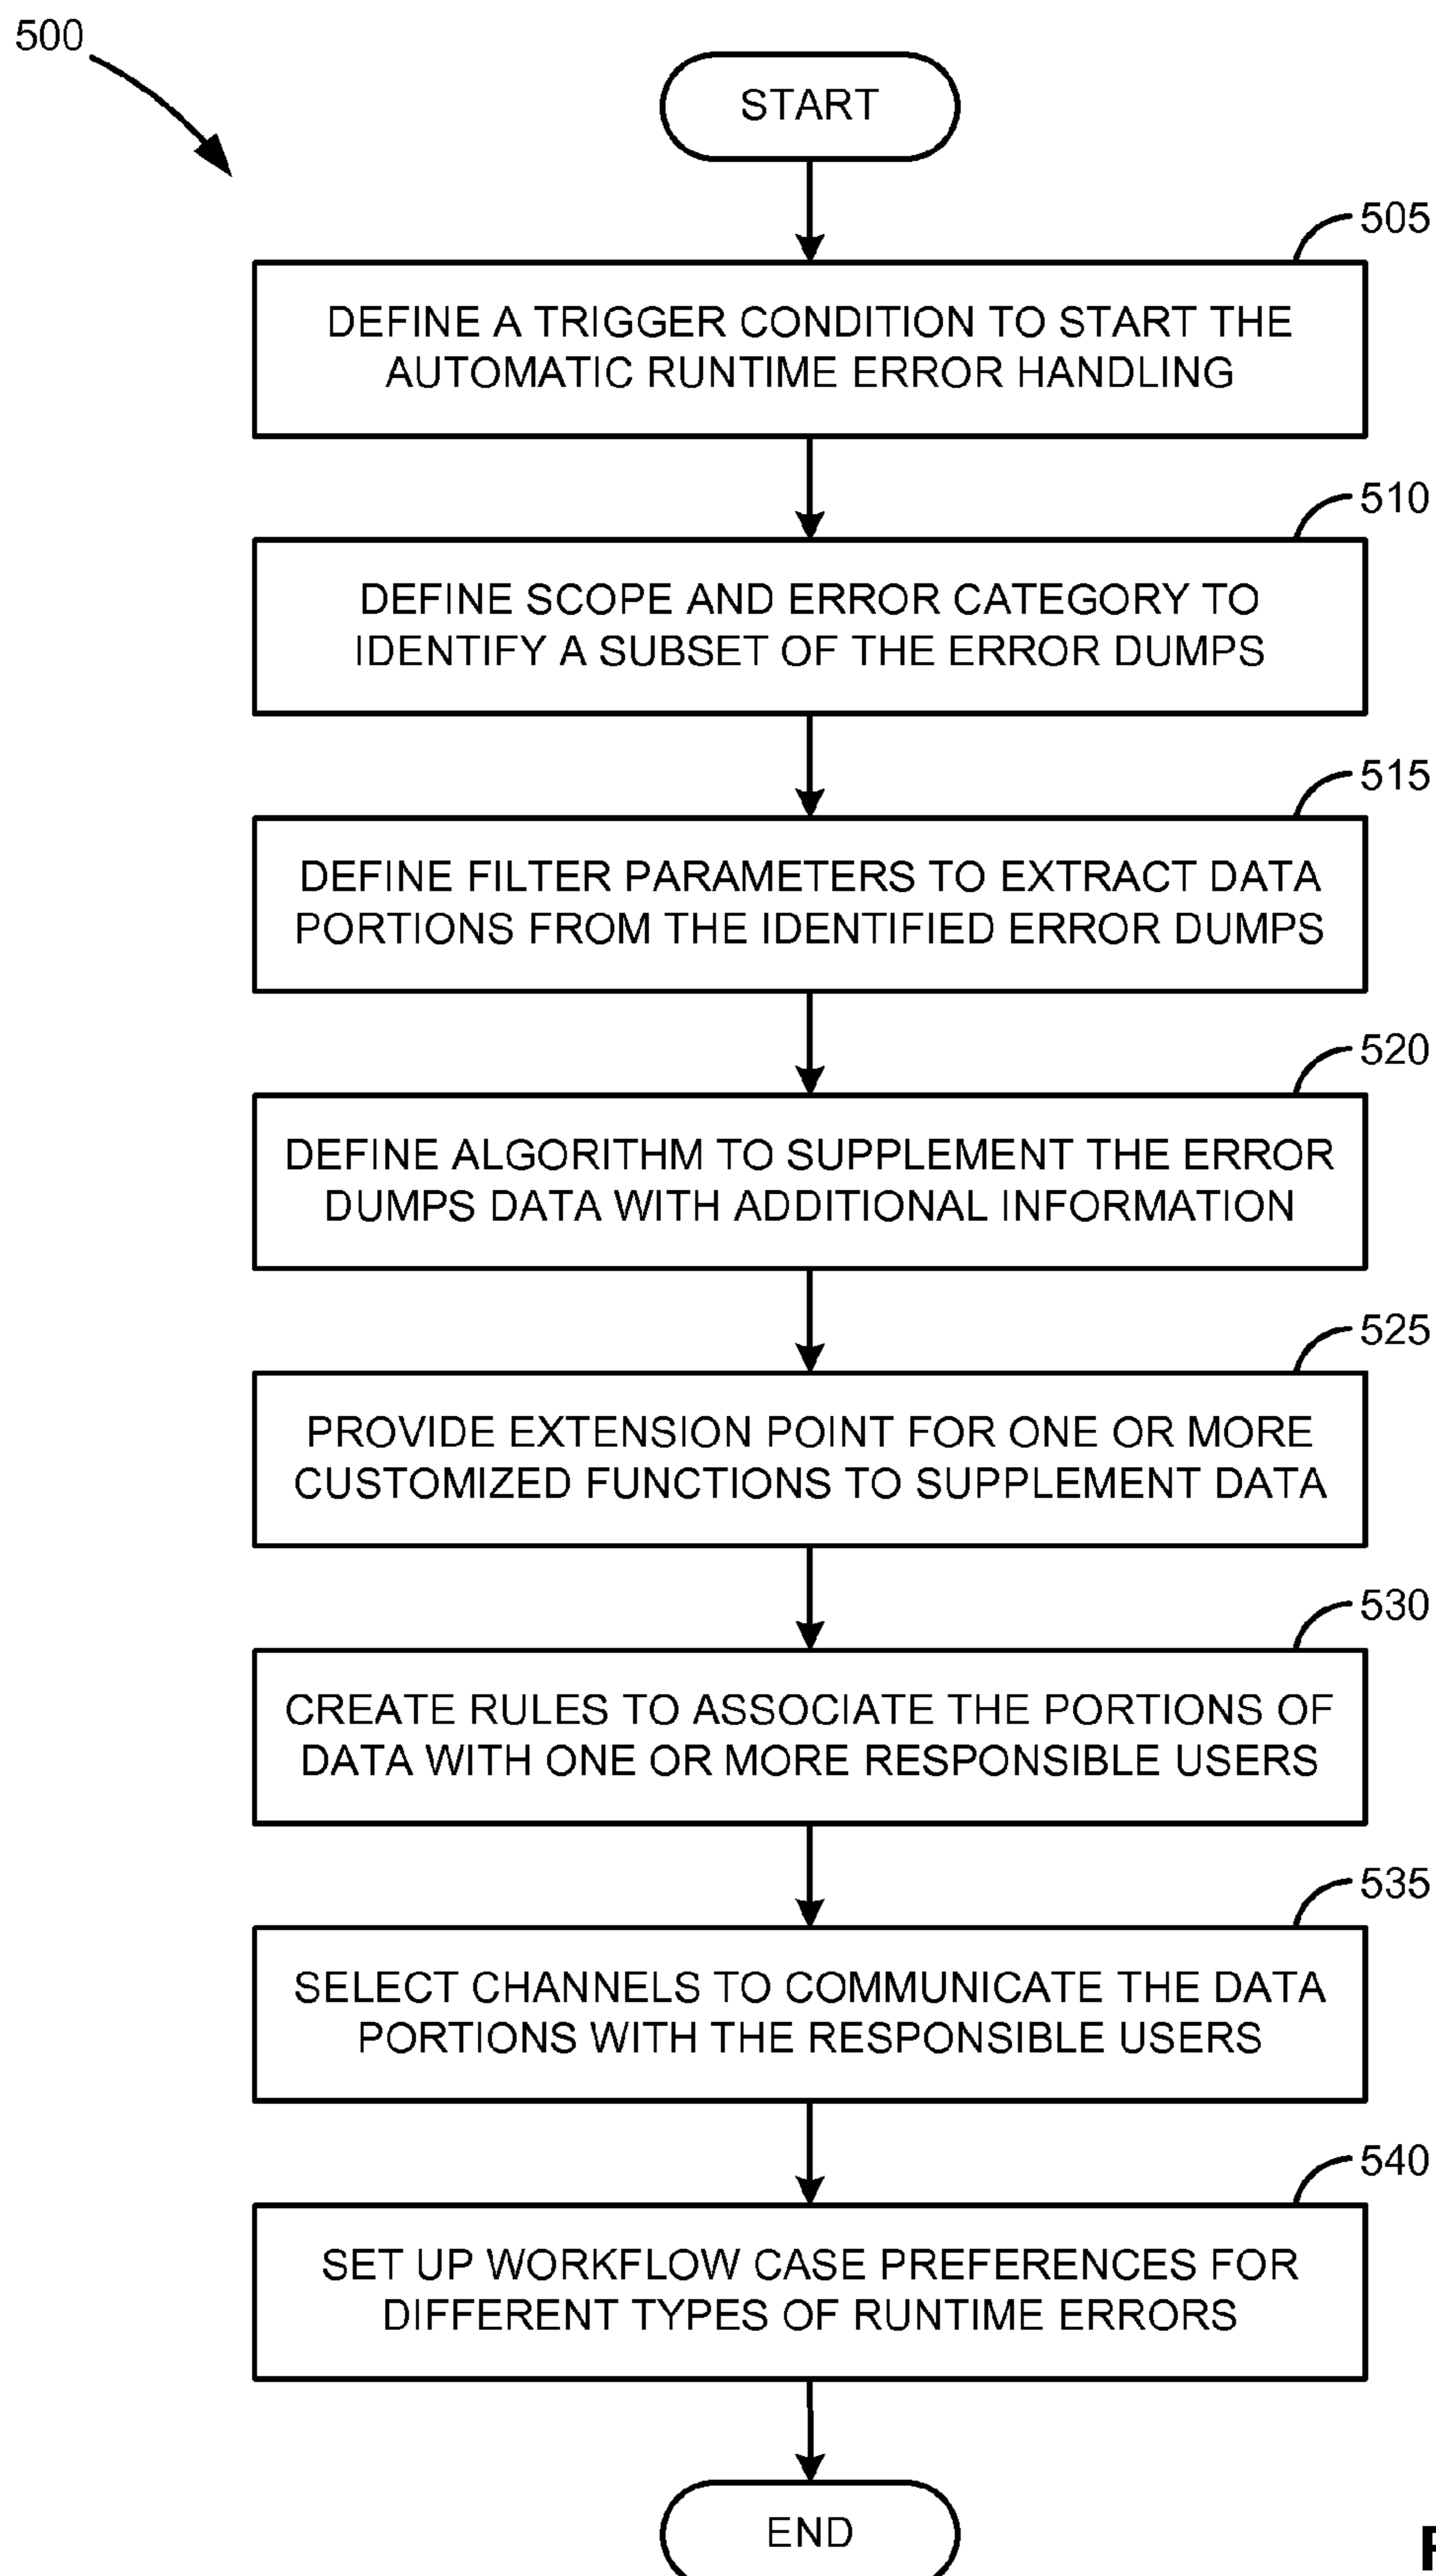 500
START
505
DEFINE A TRIGGER CONDITION TO START THE
AUTOMATIC RUNTIME ERROR HANDLING
510
DEFINE SCOPE AND ERROR CATEGORY TO
IDENTIFY A SUBSET OF THE ERROR DUMPS
515
DEFINE FILTER PARAMETERS TO EXTRACT DATA
PORTIONS FROM THE IDENTIFIED ERROR DUMPS
520
DEFINE ALGORITHM TO SUPPLEMENT THE ERROR
DUMPS DATA WITH ADDITIONAL INFORMATION
525
PROVIDE EXTENSION POINT FOR ONE OR MORE
CUSTOMIZED FUNCTIONS TO SUPPLEMENT DATA
530
CREATE RULES TO ASSOCIATE THE PORTIONS OF
DATA WITH ONE OR MORE RESPONSIBLE USERS
535
SELECT CHANNELS TO COMMUNICATE THE DATA
PORTIONS WITH THE RESPONSIBLE USERS
540
SET UP WORKFLOW CASE PREFERENCES FOR
DIFFERENT TYPES OF RUNTIME ERRORS
END